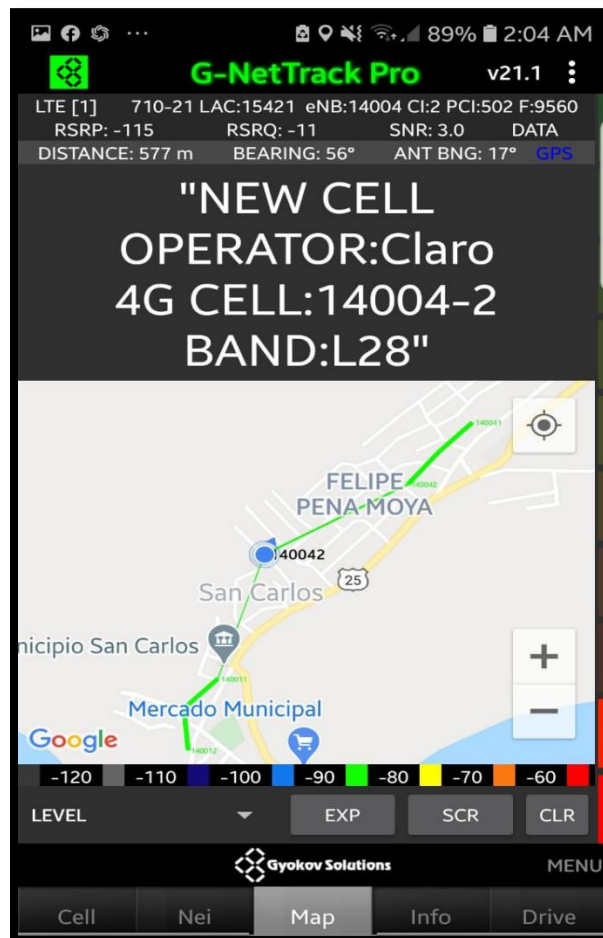 89% 2:04 AM
G-NetTrack Pro v21.1
LTE [1] 710-21 LAC:15421 eNB:14004 CI:2 PCI:502 F:9560
RSRP: -115 RSRQ: -11 SNR: 3.0 DATA
DISTANCE: 577 m BEARING: 56° ANT BNG: 17° GPS
"NEW CELL
OPERATOR:Claro
4G CELL:14004-2
BAND:L28"
140041
FELIPE
140042
PENA-MOYA
140042
25
San Carlos
nicipio San Carlos
140011
Mercado Municipal
Google
140012
+
−
-120 -110 -100 -90 -80 -70 -60
LEVEL EXP SCR CLR
Gyokov Solutions MENU
Cell Nei Map Info Drive